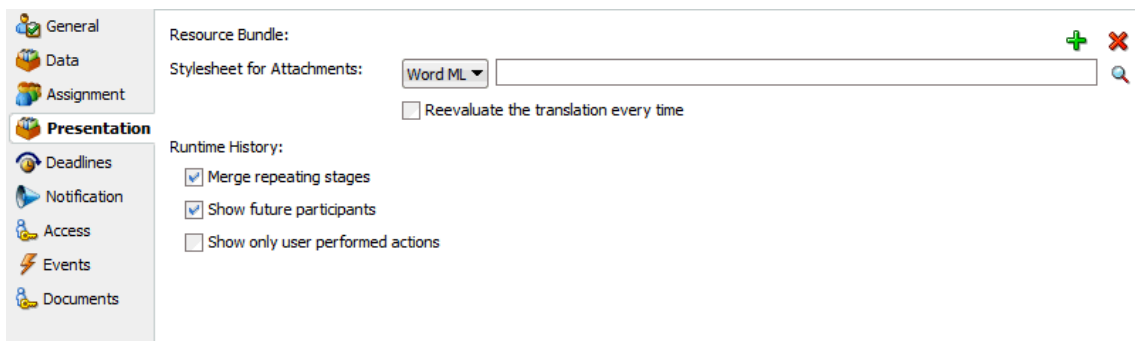 General
Data
Assignment
Presentation
Deadlines
Notification
Access
Events
Documents
Resource Bundle:
Stylesheet for Attachments: Word ML
Reevaluate the translation every time
Runtime History:
Merge repeating stages
Show future participants
Show only user performed actions